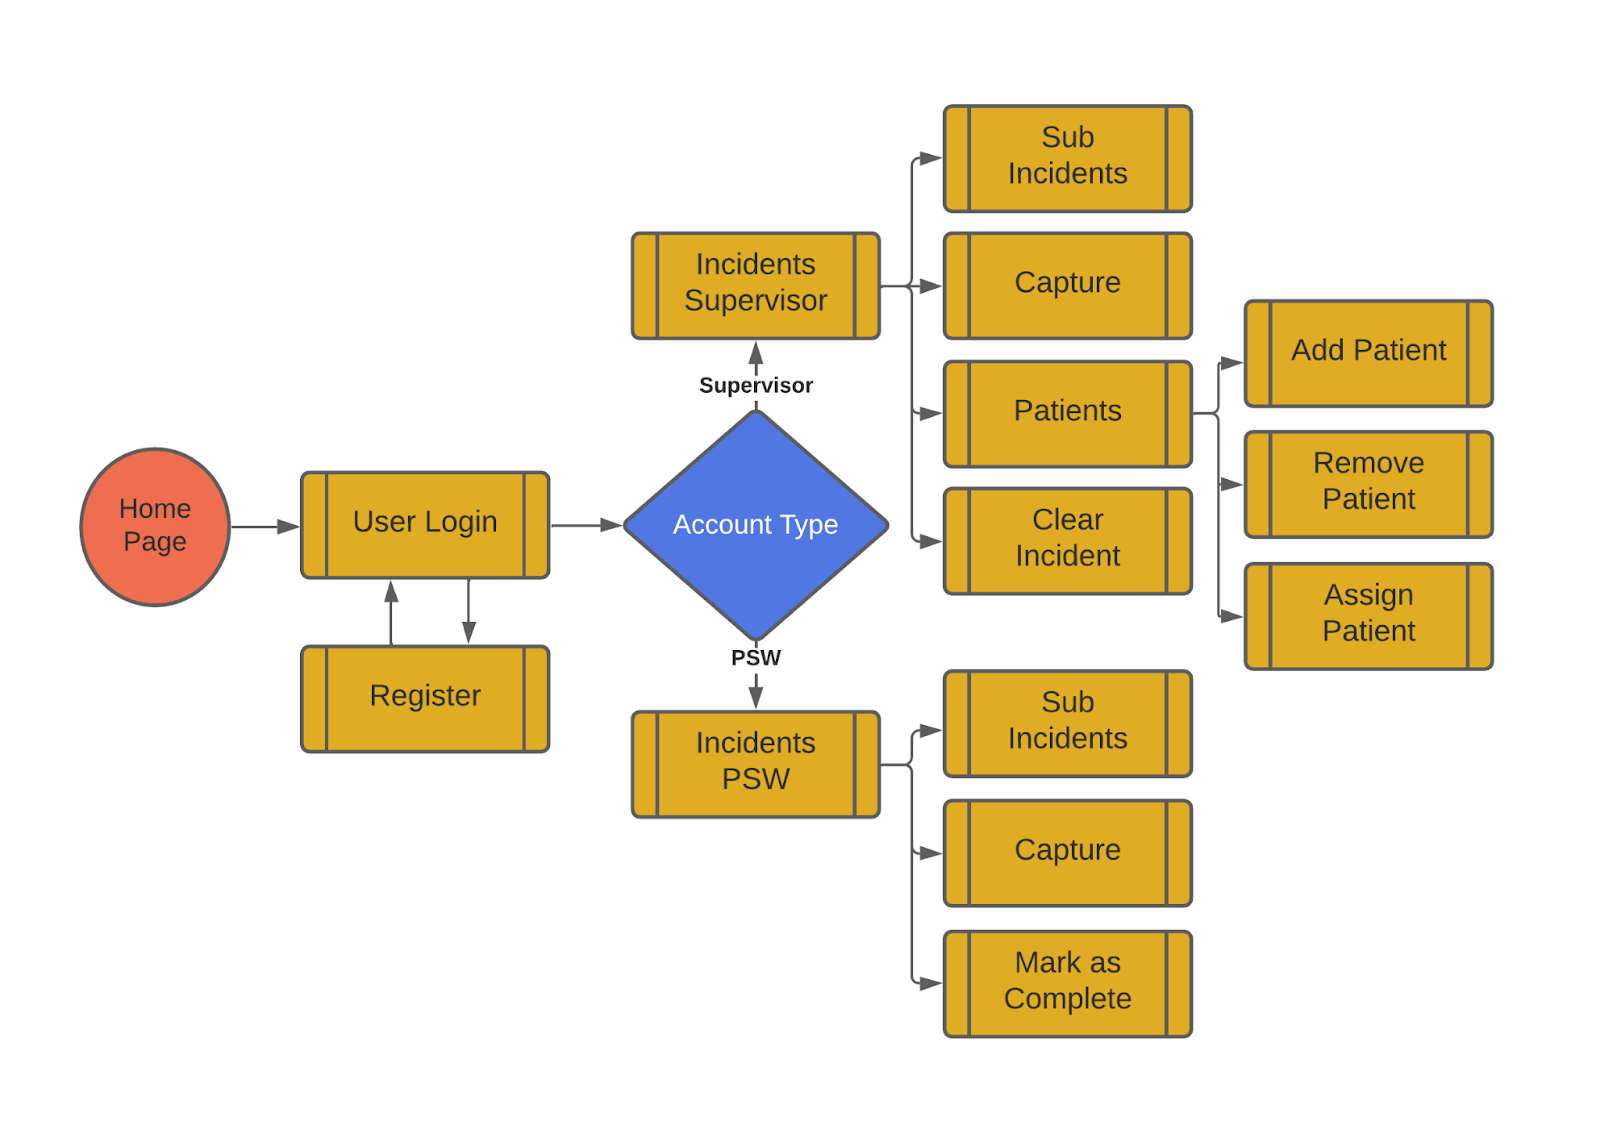 Home
Page
User Login
Register
Account Type
Supervisor
Incidents
Supervisor
PSW
Incidents
PSW
Sub
Incidents
Capture
Patients
Clear
Incident
Add Patient
Remove
Patient
Assign
Patient
Sub
Incidents
Capture
Mark as
Complete